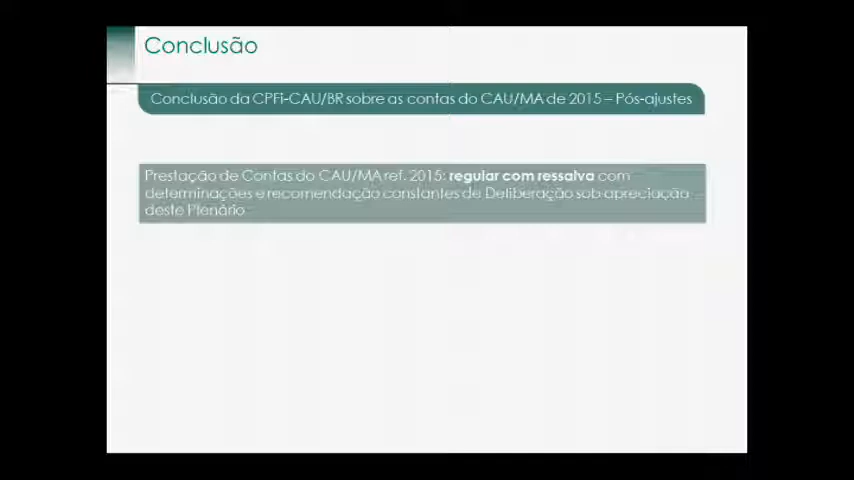 Conclusão
Conclusão da CPFi-CAU/BR sobre as contas do CAU/MA de 2015 – Pós-ajustes
Prestação de Contas do CAU/MA ref. 2015: regular com ressalva com
determinações e recomendação constantes de Deliberação sob apreciação
deste Plenário